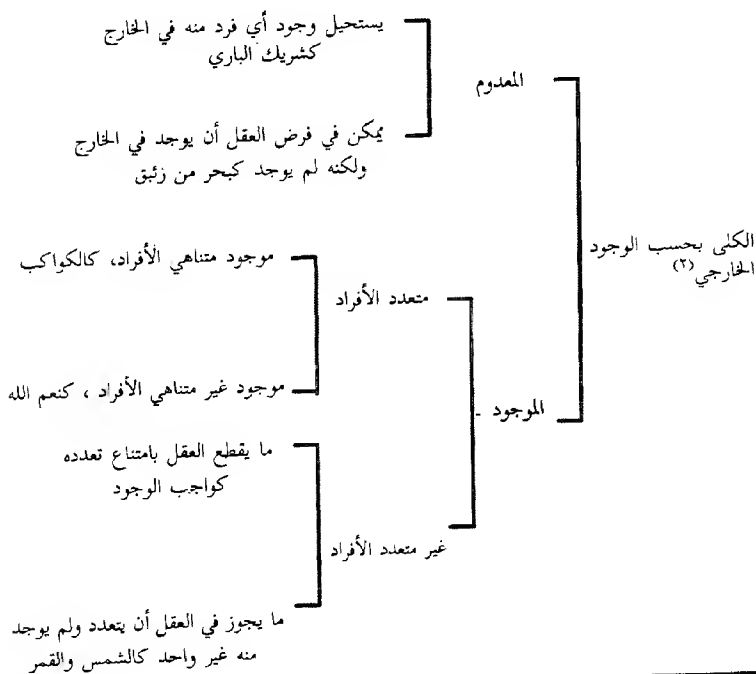 يستحيل وجود أي فرد منه في الخارج
كشريك الباري
المعدوم
يمكن في فرض العقل أن يوجد في الخارج
ولكنه لم يوجد كبحر من زئبق
الكلى بحسب الوجود
الخارجي(٢)
موجود متناهي الأفراد، كالكواكب
متعدد الأفراد
موجود غير متناهي الأفراد ، كنعم الله
الموجود
ما يقطع العقل بامتناع تعدده
كواجب الوجود
غير متعدد الأفراد
ما يجوز في العقل أن يتعدد ولم يوجد
منه غير واحد كالشمس والقمر